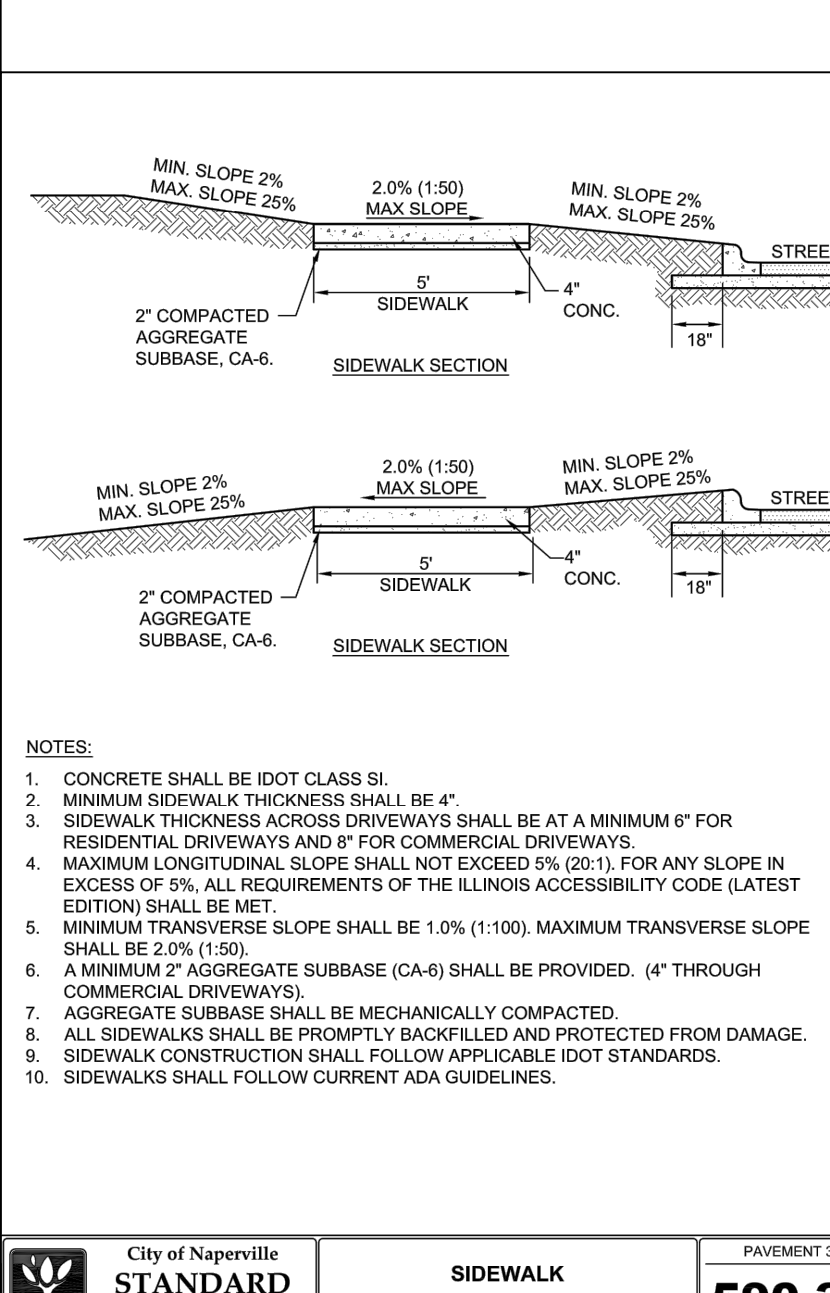 MIN. SLOPE 2%
MAX. SLOPE 25%
2.0% (1:50)
MAX SLOPE
MIN. SLOPE 2%
MAX. SLOPE 25%
STREE
5'
SIDEWALK
4"
CONC.
2" COMPACTED
AGGREGATE
SUBBASE, CA-6.
18"
SIDEWALK SECTION
MIN. SLOPE 2%
MAX. SLOPE 25%
2.0% (1:50)
MAX SLOPE
MIN. SLOPE 2%
MAX. SLOPE 25%
STREE
5'
SIDEWALK
4"
CONC.
2" COMPACTED
AGGREGATE
SUBBASE, CA-6.
18"
SIDEWALK SECTION
NOTES:
1. CONCRETE SHALL BE IDOT CLASS SI.
2. MINIMUM SIDEWALK THICKNESS SHALL BE 4".
3. SIDEWALK THICKNESS ACROSS DRIVEWAYS SHALL BE AT A MINIMUM 6" FOR
RESIDENTIAL DRIVEWAYS AND 8" FOR COMMERCIAL DRIVEWAYS.
4. MAXIMUM LONGITUDINAL SLOPE SHALL NOT EXCEED 5% (20:1). FOR ANY SLOPE IN
EXCESS OF 5%, ALL REQUIREMENTS OF THE ILLINOIS ACCESSIBILITY CODE (LATEST
EDITION) SHALL BE MET.
5. MINIMUM TRANSVERSE SLOPE SHALL BE 1.0% (1:100). MAXIMUM TRANSVERSE SLOPE
SHALL BE 2.0% (1:50).
6. A MINIMUM 2" AGGREGATE SUBBASE (CA-6) SHALL BE PROVIDED. (4" THROUGH
COMMERCIAL DRIVEWAYS).
7. AGGREGATE SUBBASE SHALL BE MECHANICALLY COMPACTED.
8. ALL SIDEWALKS SHALL BE PROMPTLY BACKFILLED AND PROTECTED FROM DAMAGE.
9. SIDEWALK CONSTRUCTION SHALL FOLLOW APPLICABLE IDOT STANDARDS.
10. SIDEWALKS SHALL FOLLOW CURRENT ADA GUIDELINES.
City of Naperville
STANDARD
SIDEWALK
PAVEMENT 3